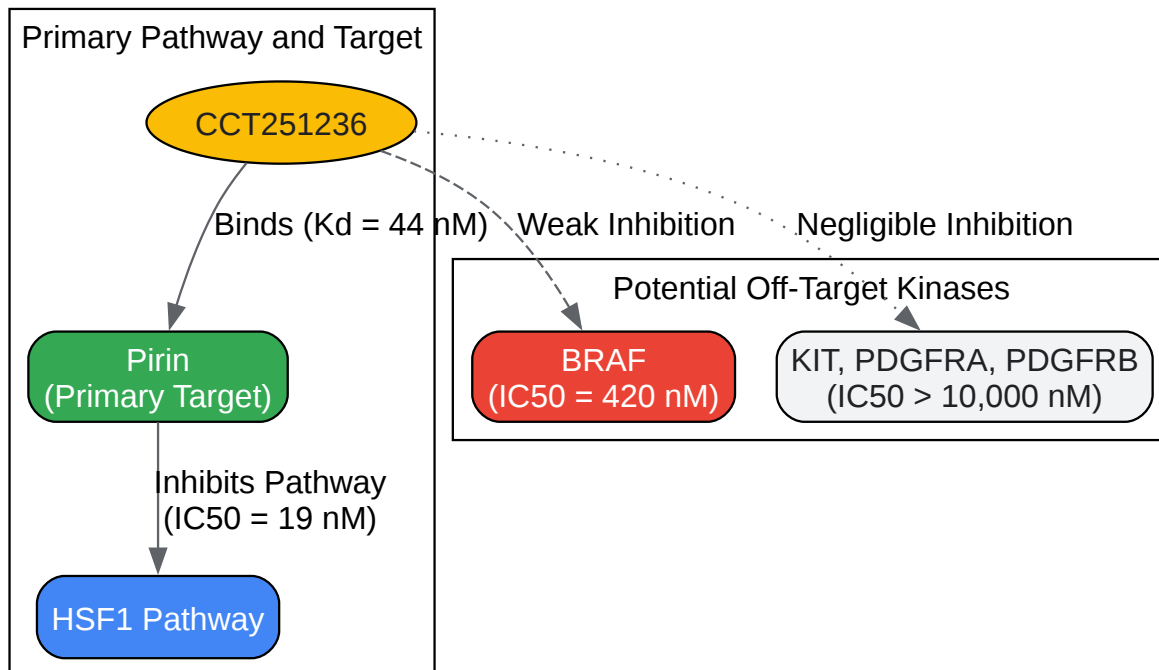 Primary Pathway and Target
CCT251236
Binds (Kd = 44 nM)
Weak Inhibition
Negligible Inhibition
Potential Off-Target Kinases
Pirin
(Primary Target)
BRAF
(IC50 = 420 nM)
KIT, PDGFRA, PDGFRB
(IC50 > 10,000 nM)
Inhibits Pathway
(IC50 = 19 nM)
HSF1 Pathway